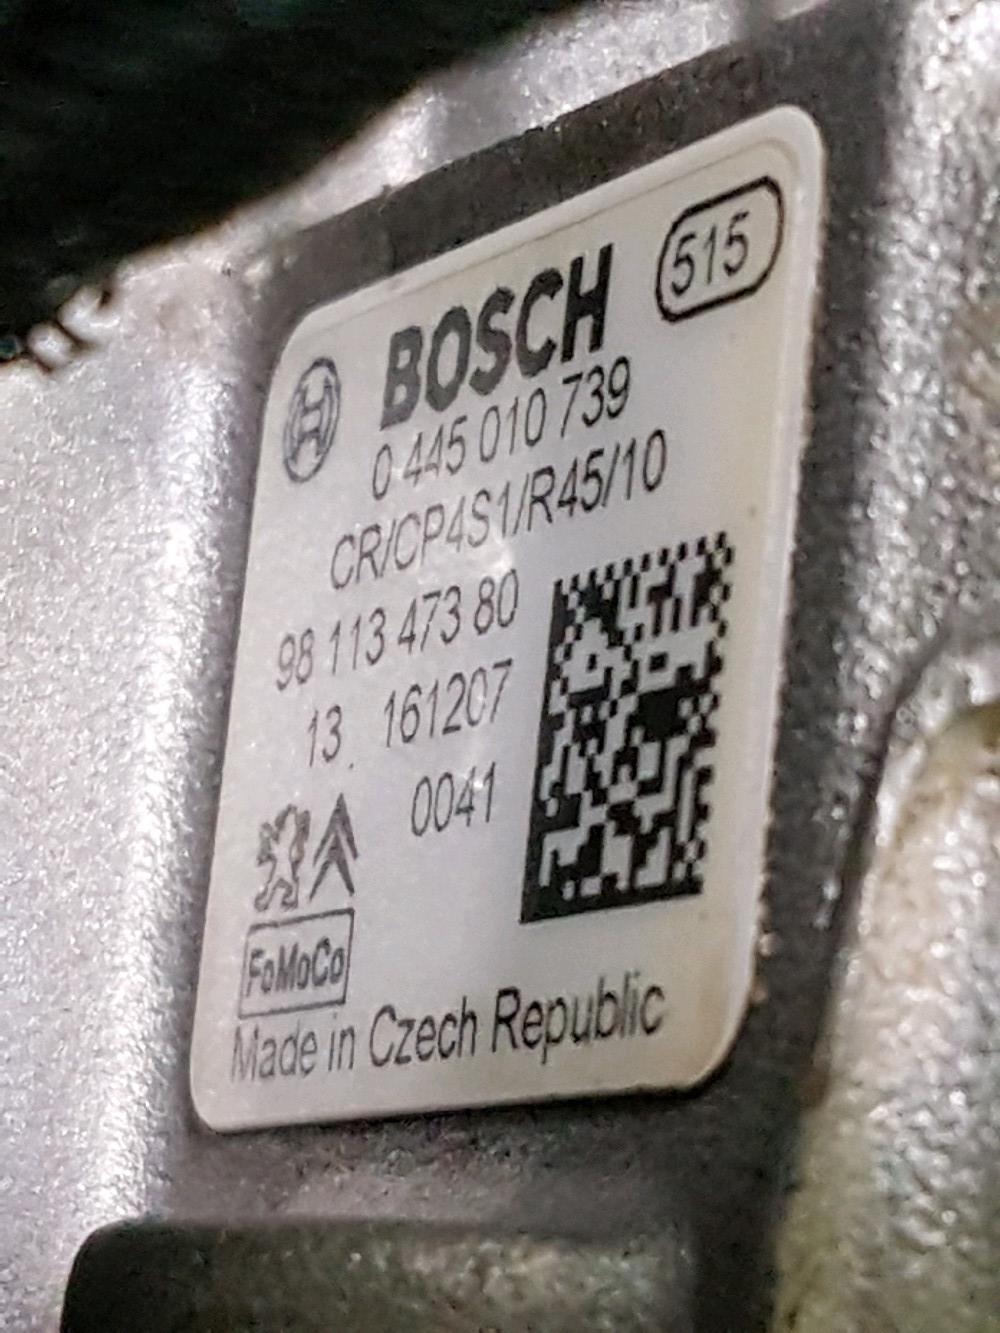 515
BOSCH
0 445 010 739
CR/CP4S1/R45/10
98 113 473 80
13 161207
0041
FoMoCo
Made in Czech Republic